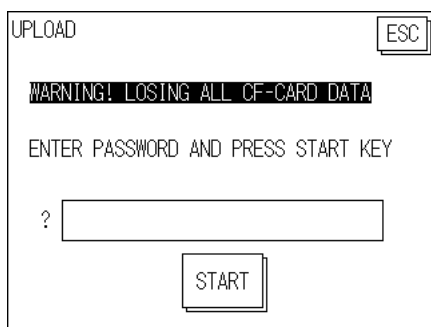 UPLOAD
ESC
WARNING! LOSING ALL CF-CARD DATA
ENTER PASSWORD AND PRESS START KEY
?
START